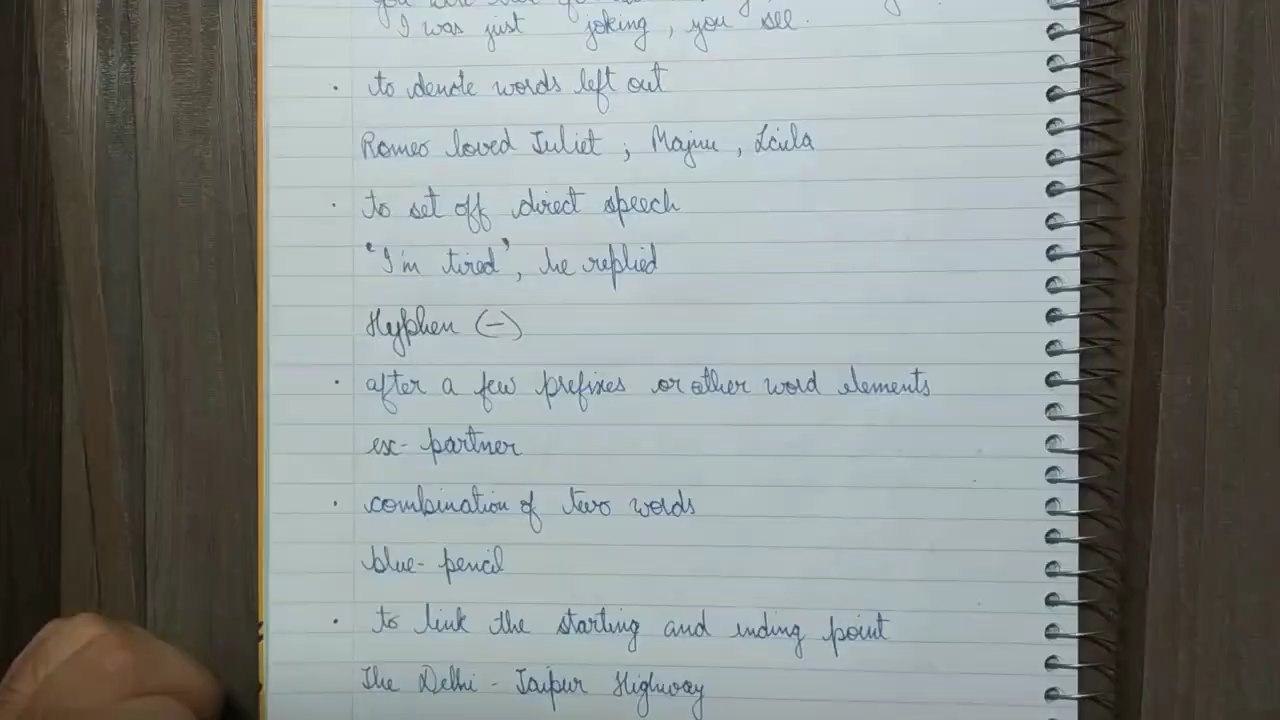 I was just joking, you see.
· to denote words left out
Romeo loved Juliet ; Majnu , Laila
· to set off direct speech
"I'm tired", he replied
Hyphen (-)
· after a few prefixes or other word elements
ex- partner
· combination of two words
blue- pencil
· to link the starting and ending point
The Delhi - Jaipur Highway